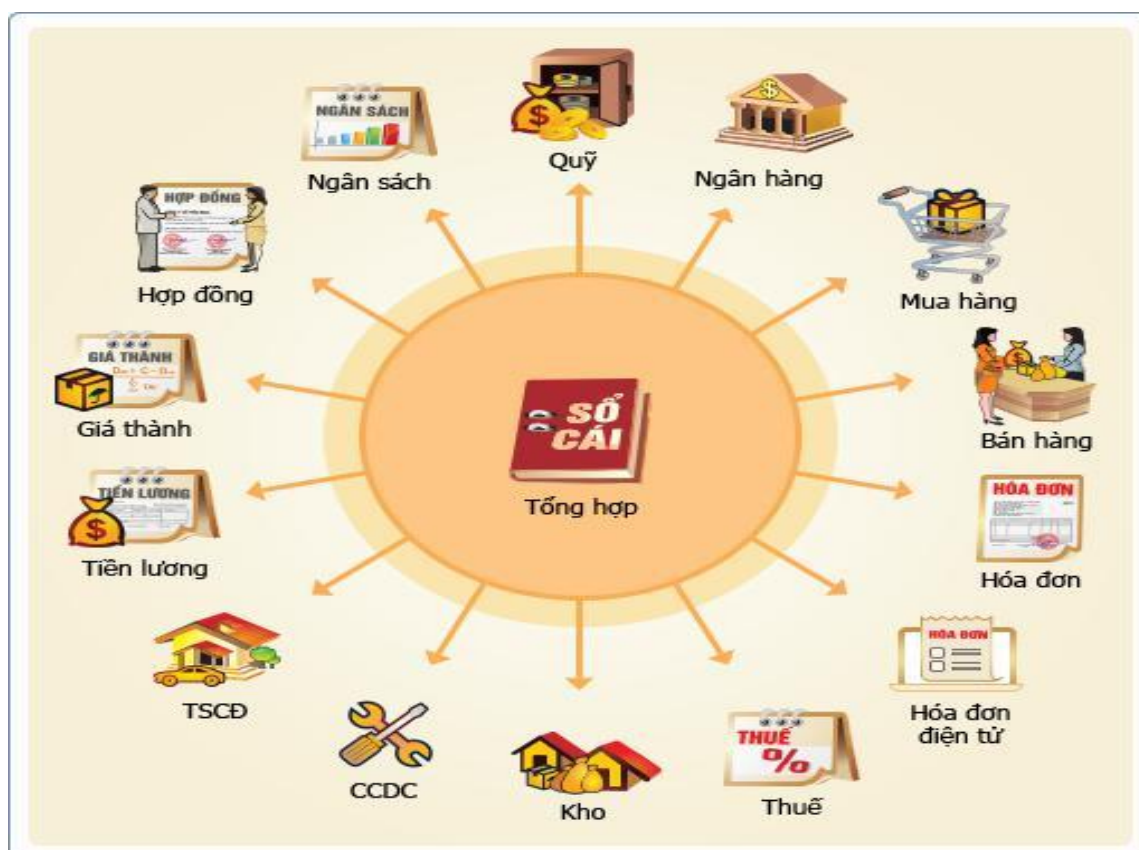 NGÂN SÁCH
Ngân sách
Quỹ
Ngân hàng
HỢP ĐỒNG
Hợp đồng
Mua hàng
GIÁ THÀNH
Giá thành
SỔ
CÁI
Tổng hợp
Bán hàng
TIỀN LƯƠNG
Tiền lương
HÓA ĐƠN
Hóa đơn
TSCĐ
HÓA ĐƠN
Hóa đơn
điện tử
CCDC
Kho
THUẾ
%
Thuế